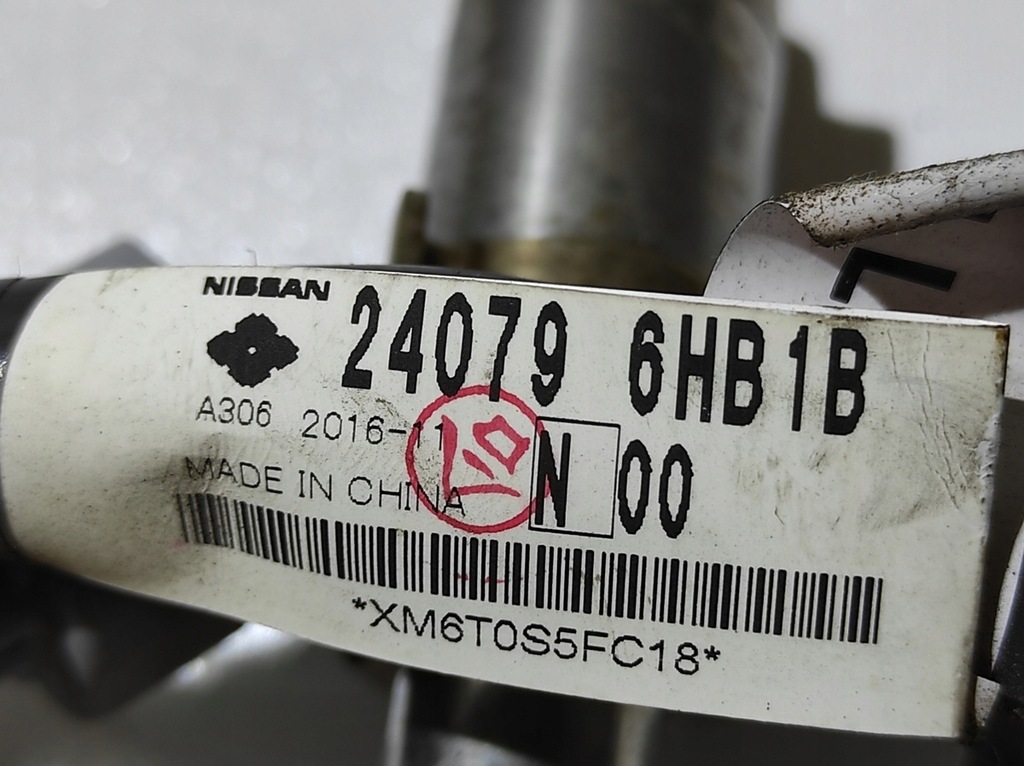 NISSAN
24079 6HB1B
A306 2016-11
N 00
MADE IN CHINA
*XM6T0S5FC18*